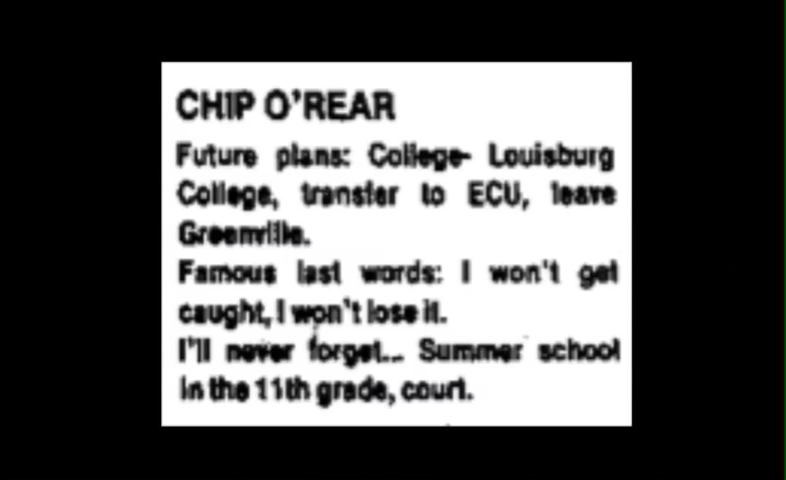 CHIP O'REAR
Future plans: College- Louisburg
College, transfer to ECU, leave
Greenville.
Famous last words: I won't get
caught, I won't lose it.
I'll never forget... Summer school
in the 11th grade, court.